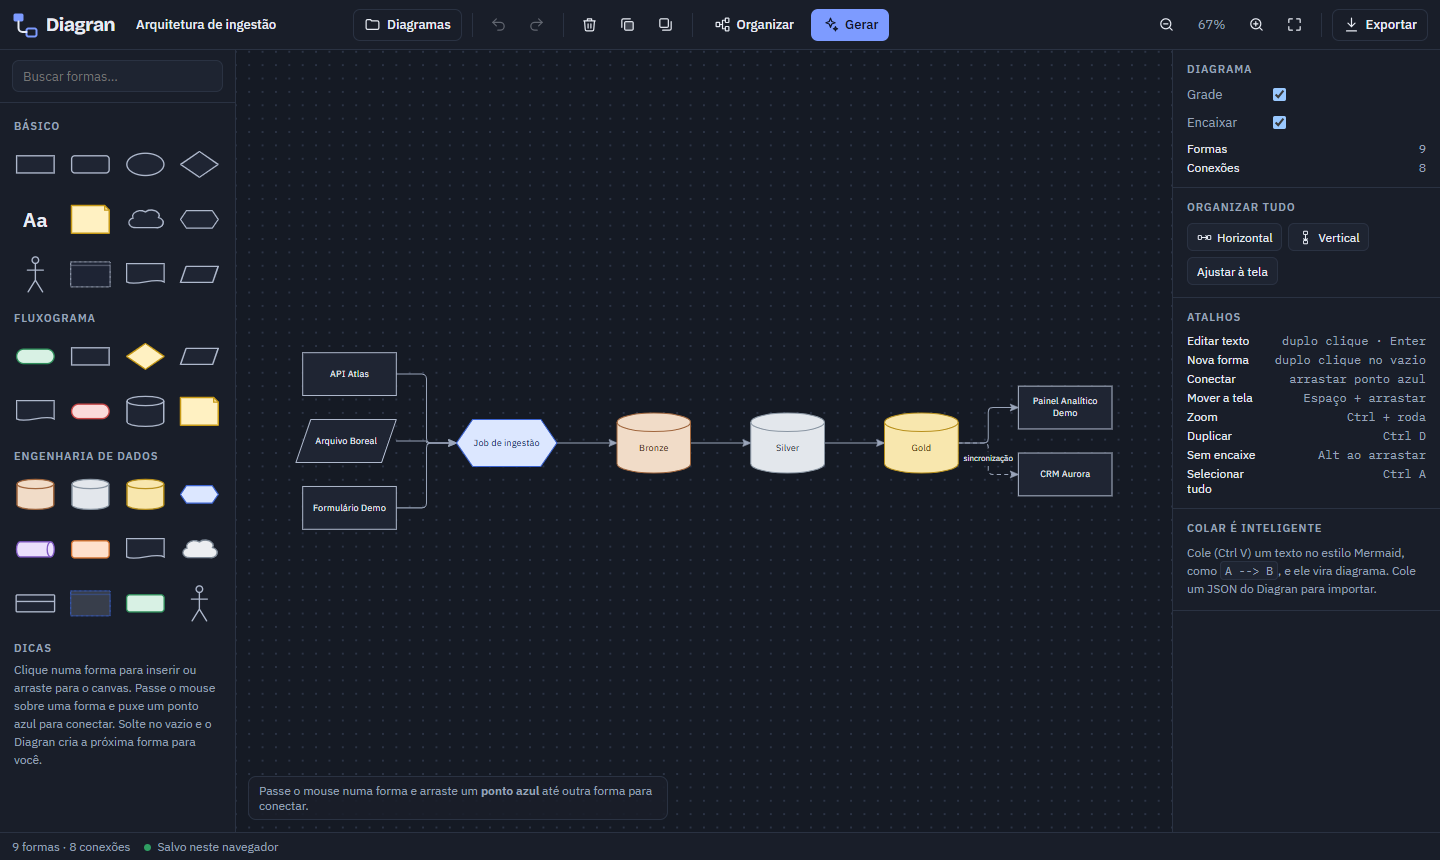 Diagran
Arquitetura de ingestão
Diagramas
Organizar
Gerar
67%
Exportar
Buscar formas...
BÁSICO
Aa
FLUXOGRAMA
ENGENHARIA DE DADOS
DICAS
Clique numa forma para inserir ou
arraste para o canvas. Passe o mouse
sobre uma forma e puxe um ponto
azul para conectar. Solte no vazio e o
Diagran cria a próxima forma para
você.
API Atlas
Arquivo Boreal
Formulário Demo
Job de ingestão
Bronze
Silver
Gold
sincronização
Painel Analítico
Demo
CRM Aurora
Passe o mouse numa forma e arraste um ponto azul até outra forma para
conectar.
DIAGRAMA
Grade
Encaixar
Formas 9
Conexões 8
ORGANIZAR TUDO
Horizontal
Vertical
Ajustar à tela
ATALHOS
Editar texto duplo clique · Enter
Nova forma duplo clique no vazio
Conectar arrastar ponto azul
Mover a tela Espaço + arrastar
Zoom Ctrl + roda
Duplicar Ctrl D
Sem encaixe Alt ao arrastar
Selecionar Ctrl A
tudo
COLAR É INTELIGENTE
Cole (Ctrl V) um texto no estilo Mermaid,
como A --> B, e ele vira diagrama. Cole
um JSON do Diagran para importar.
9 formas · 8 conexões
Salvo neste navegador